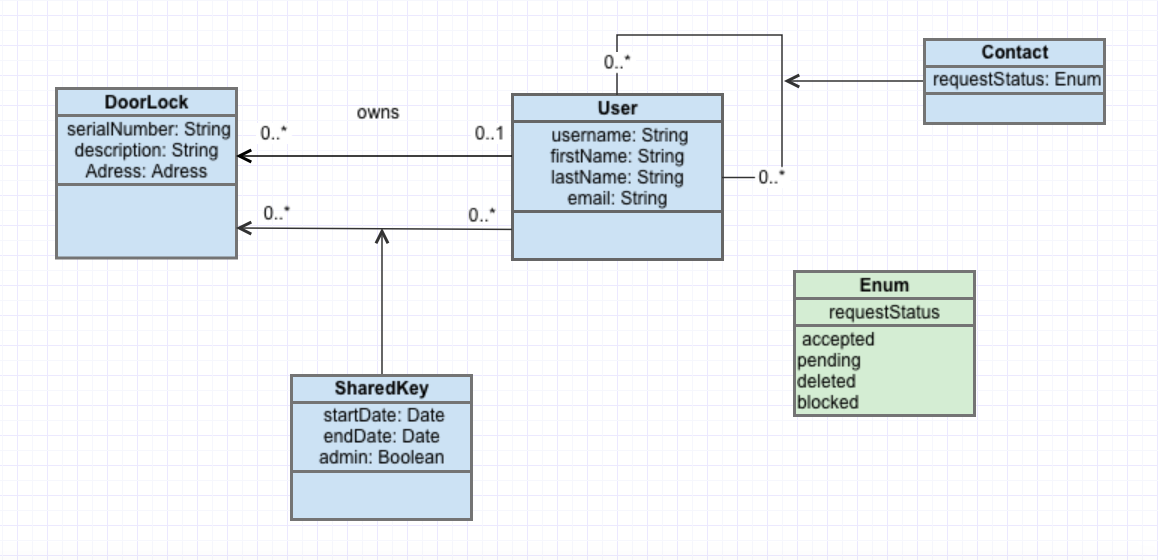 DoorLock
serialNumber: String
description: String
Adress: Adress
owns
0..*
0..1
0..*
0..*
User
username: String
firstName: String
lastName: String
email: String
0..*
0..*
Contact
requestStatus: Enum
SharedKey
startDate: Date
endDate: Date
admin: Boolean
Enum
requestStatus
accepted
pending
deleted
blocked